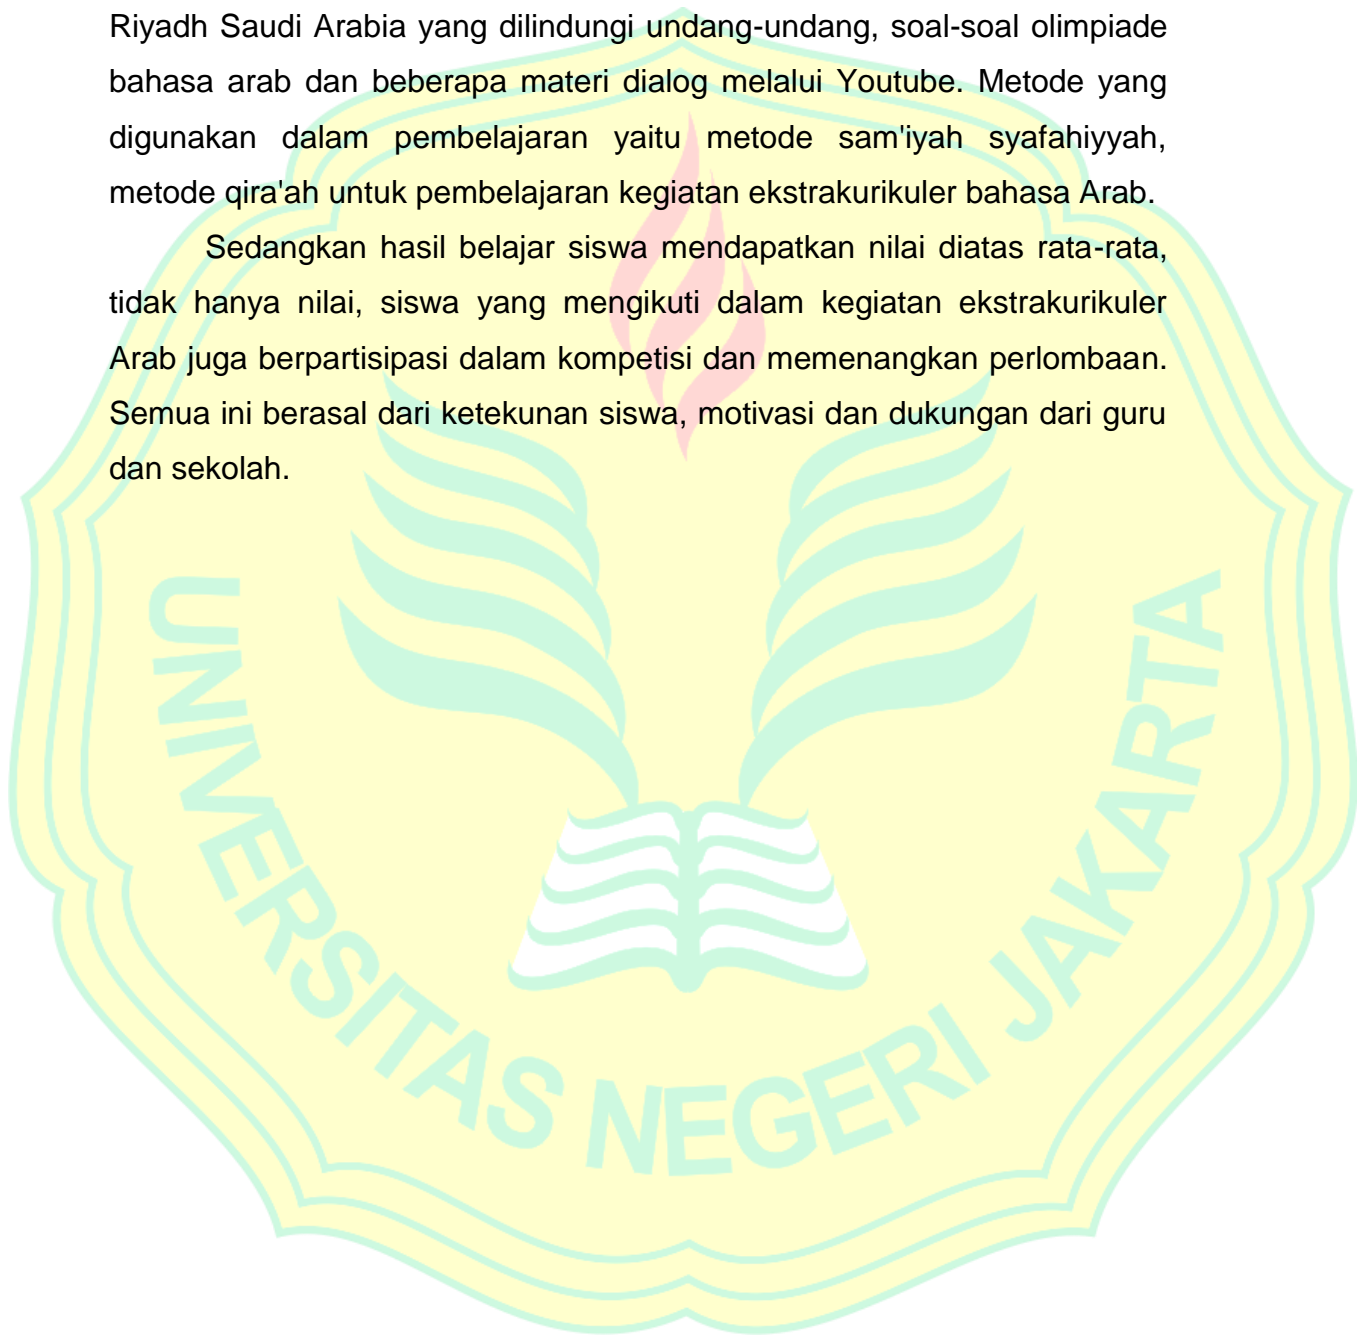 Riyadh Saudi Arabia yang dilindungi undang-undang, soal-soal olimpiade
bahasa arab dan beberapa materi dialog melalui Youtube. Metode yang
digunakan dalam pembelajaran yaitu metode sam'iyah syafahiyyah,
metode qira'ah untuk pembelajaran kegiatan ekstrakurikuler bahasa Arab.
Sedangkan hasil belajar siswa mendapatkan nilai diatas rata-rata,
tidak hanya nilai, siswa yang mengikuti dalam kegiatan ekstrakurikuler
Arab juga berpartisipasi dalam kompetisi dan memenangkan perlombaan.
Semua ini berasal dari ketekunan siswa, motivasi dan dukungan dari guru
dan sekolah.
UNIVERSITAS NEGERI JAKARTA